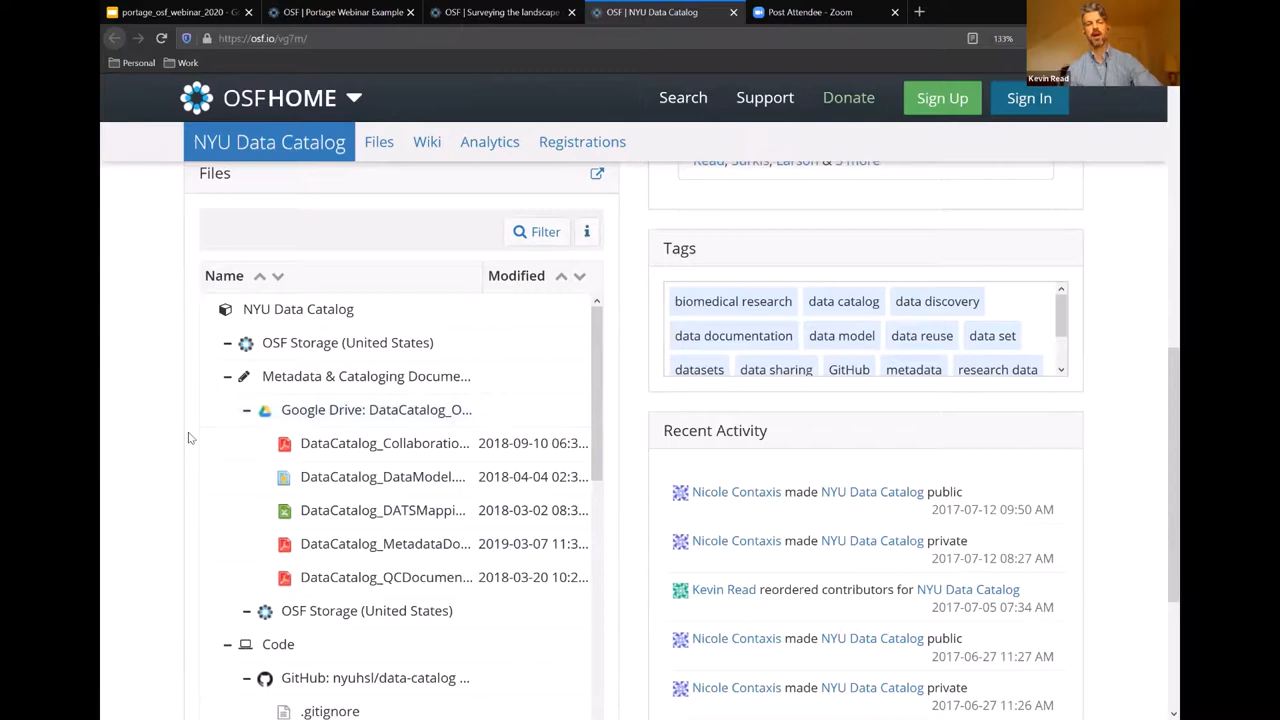 portage_osf_webinar_2020 - G
OSF | Portage Webinar Example
OSF | Surveying the landscape
OSF | NYU Data Catalog
Post Attendee - Zoom
https://osf.io/vg7m/
133%
Personal
Work
Kevin Read
OSFHOME
Search
Support
Donate
Sign Up
Sign In
NYU Data Catalog
Files
Wiki
Analytics
Registrations
Files
Filter
Name
Modified
NYU Data Catalog
OSF Storage (United States)
Metadata & Cataloging Docume...
Google Drive: DataCatalog_O...
DataCatalog_Collaboratio... 2018-09-10 06:3...
DataCatalog_DataModel.... 2018-04-04 02:3...
DataCatalog_DATSMappi... 2018-03-02 08:3...
DataCatalog_MetadataDo... 2019-03-07 11:3...
DataCatalog_QCDocumen... 2018-03-20 10:2...
OSF Storage (United States)
Code
GitHub: nyuhsl/data-catalog ...
.gitignore
Read, Surkis, Larson & 3 more
Tags
biomedical research
data catalog
data discovery
data documentation
data model
data reuse
data set
datasets
data sharing
GitHub
metadata
research data
Recent Activity
Nicole Contaxis made NYU Data Catalog public
2017-07-12 09:50 AM
Nicole Contaxis made NYU Data Catalog private
2017-07-12 08:27 AM
Kevin Read reordered contributors for NYU Data Catalog
2017-07-05 07:34 AM
Nicole Contaxis made NYU Data Catalog public
2017-06-27 11:27 AM
Nicole Contaxis made NYU Data Catalog private
2017-06-27 11:26 AM